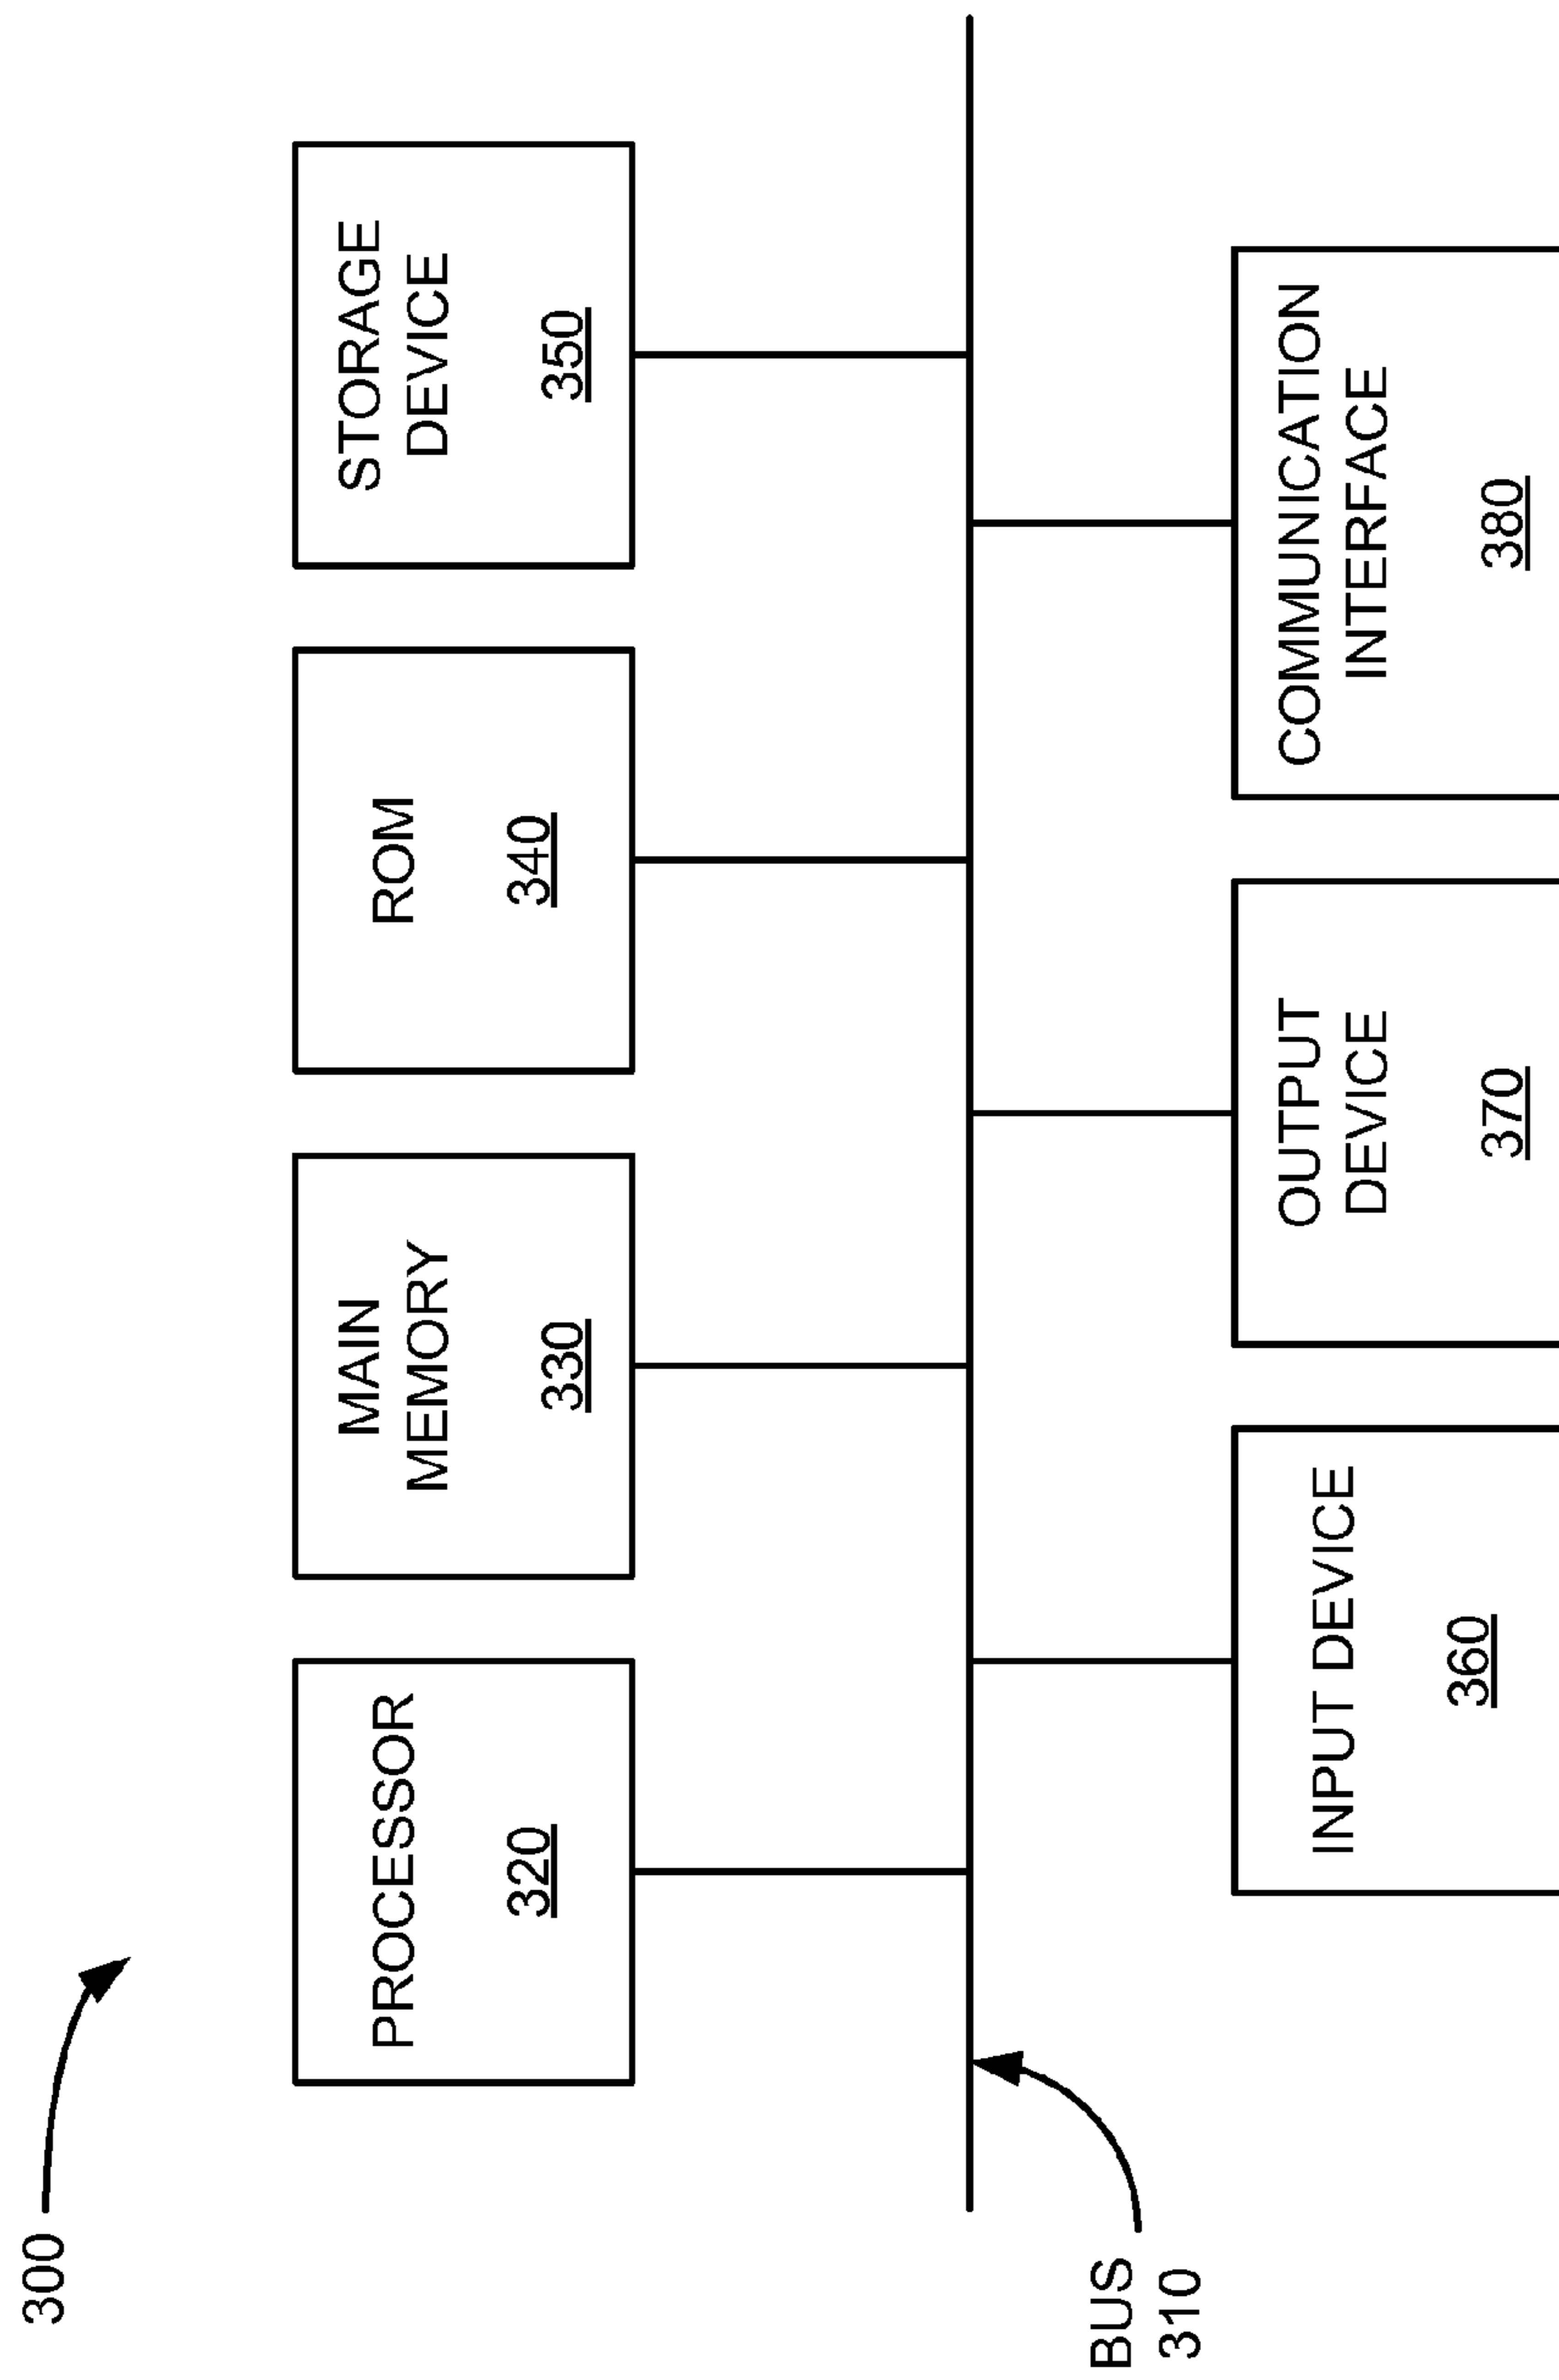 300
PROCESSOR
320
MAIN
MEMORY
330
ROM
340
STORAGE
DEVICE
350
BUS
310
INPUT DEVICE
360
OUTPUT
DEVICE
370
COMMUNICATION
INTERFACE
380